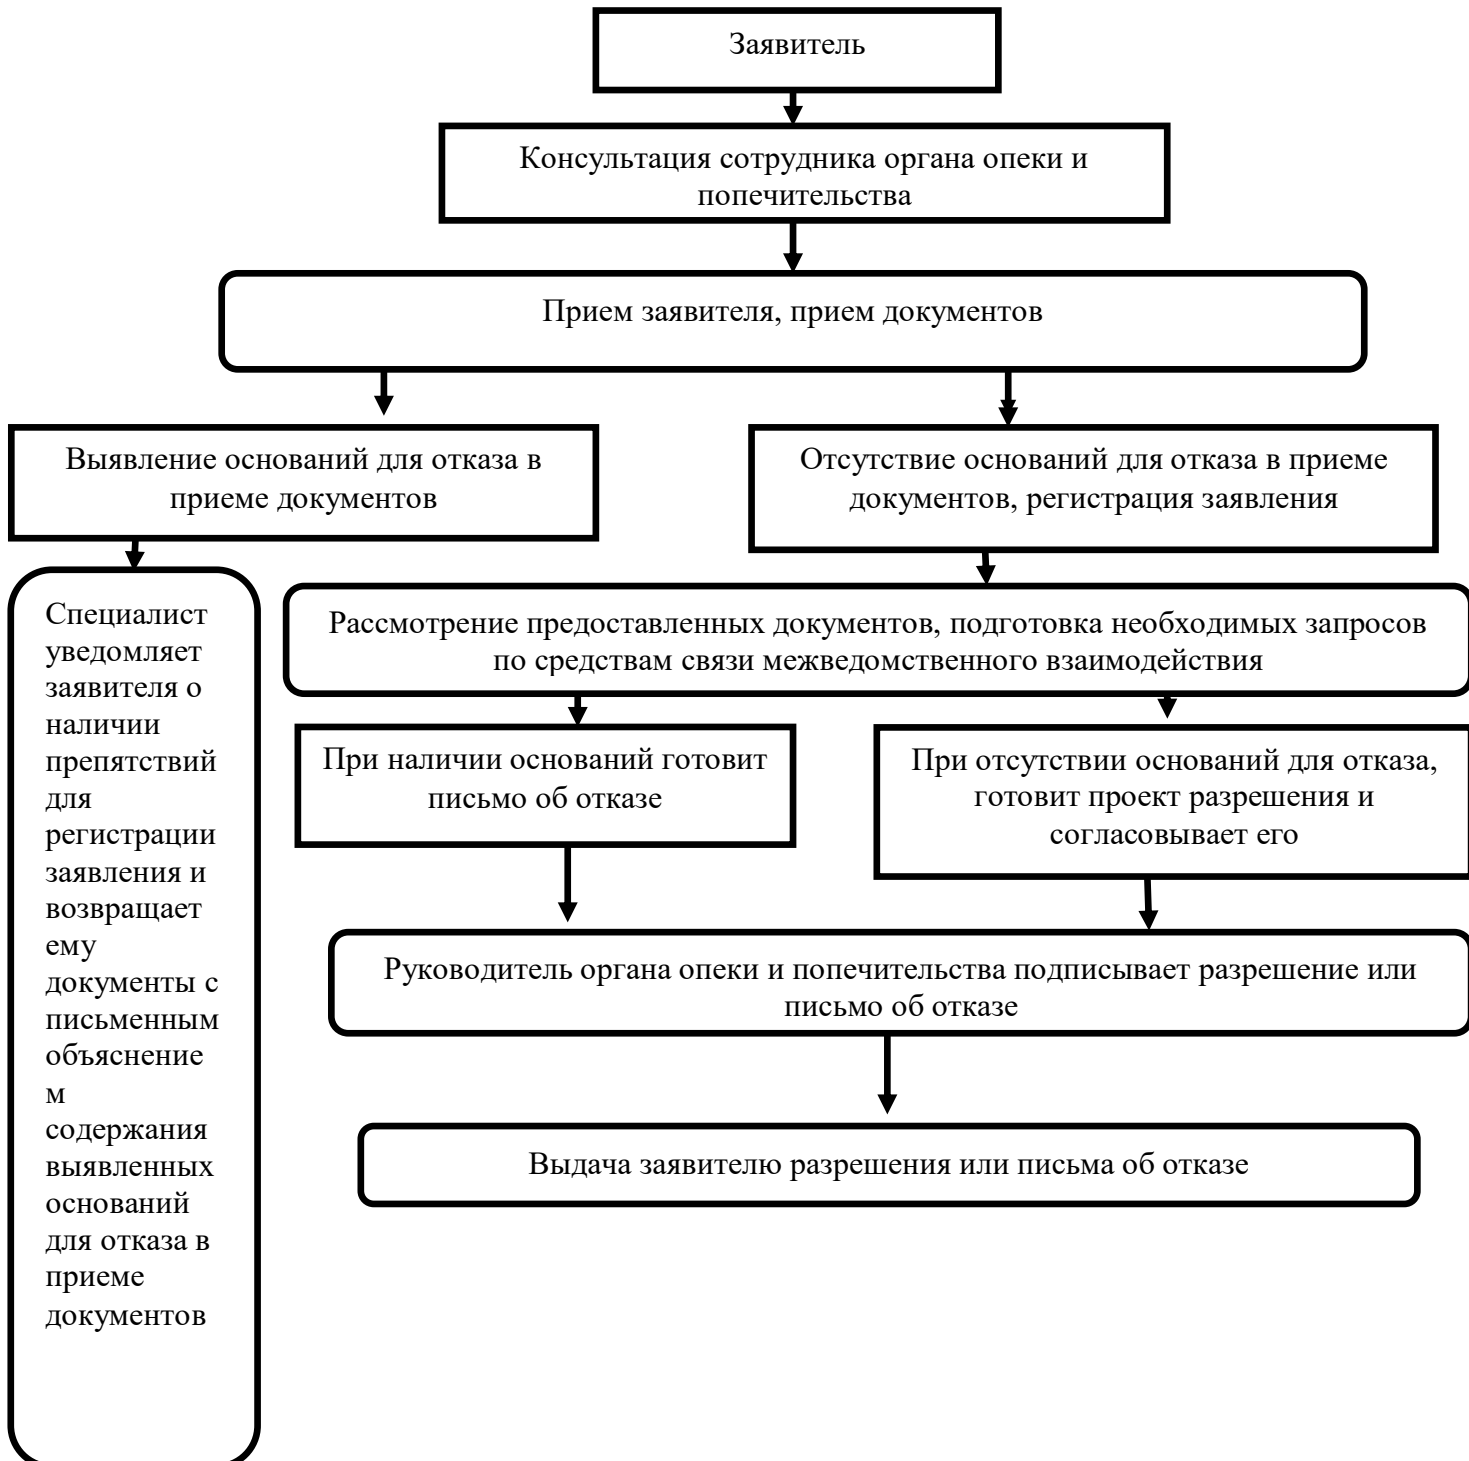 Заявитель
Консультация сотрудника органа опеки и
попечительства
Прием заявителя, прием документов
Выявление оснований для отказа в
приеме документов
Отсутствие оснований для отказа в приеме
документов, регистрация заявления
Специалист
уведомляет
заявителя о
наличии
препятствий
для
регистрации
заявления и
возвращает
ему
документы с
письменным
объяснение
м
содержания
выявленных
оснований
для отказа в
приеме
документов
Рассмотрение предоставленных документов, подготовка необходимых запросов
по средствам связи межведомственного взаимодействия
При наличии оснований готовит
письмо об отказе
При отсутствии оснований для отказа,
готовит проект разрешения и
согласовывает его
Руководитель органа опеки и попечительства подписывает разрешение или
письмо об отказе
Выдача заявителю разрешения или письма об отказе